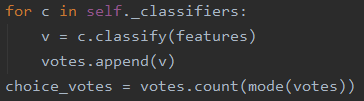 for c in self._classifiers:
    v = c.classify(features)
    votes.append(v)
choice_votes = votes.count(mode(votes))